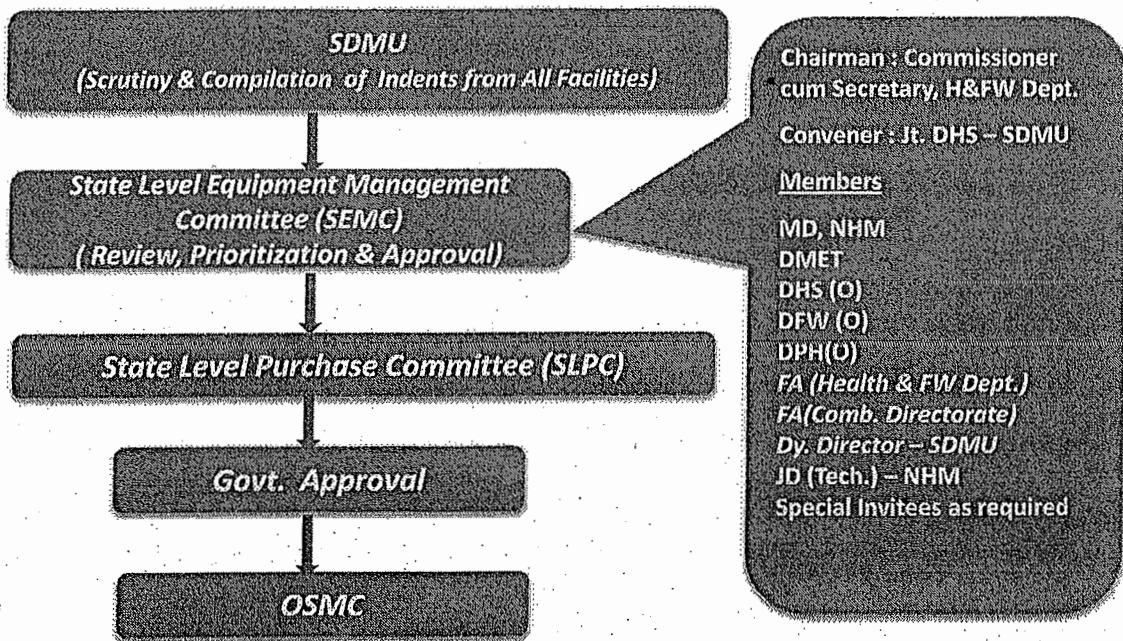 SDMU
(Scrutiny & Compilation of Indents from All Facilities)
State Level Equipment Management
Committee (SEMC)
( Review, Prioritization & Approval)
State Level Purchase Committee (SLPC)
Govt. Approval
OSMC
Chairman : Commissioner
cum Secretary, H&FW Dept.
Convener : Jt. DHS – SDMU
Members
MD, NHM
DMET
DHS (O)
DFW (O)
DPH(O)
FA (Health & FW Dept.)
FA(Comb. Directorate)
Dy. Director – SDMU
JD (Tech.) – NHM
Special Invitees as required